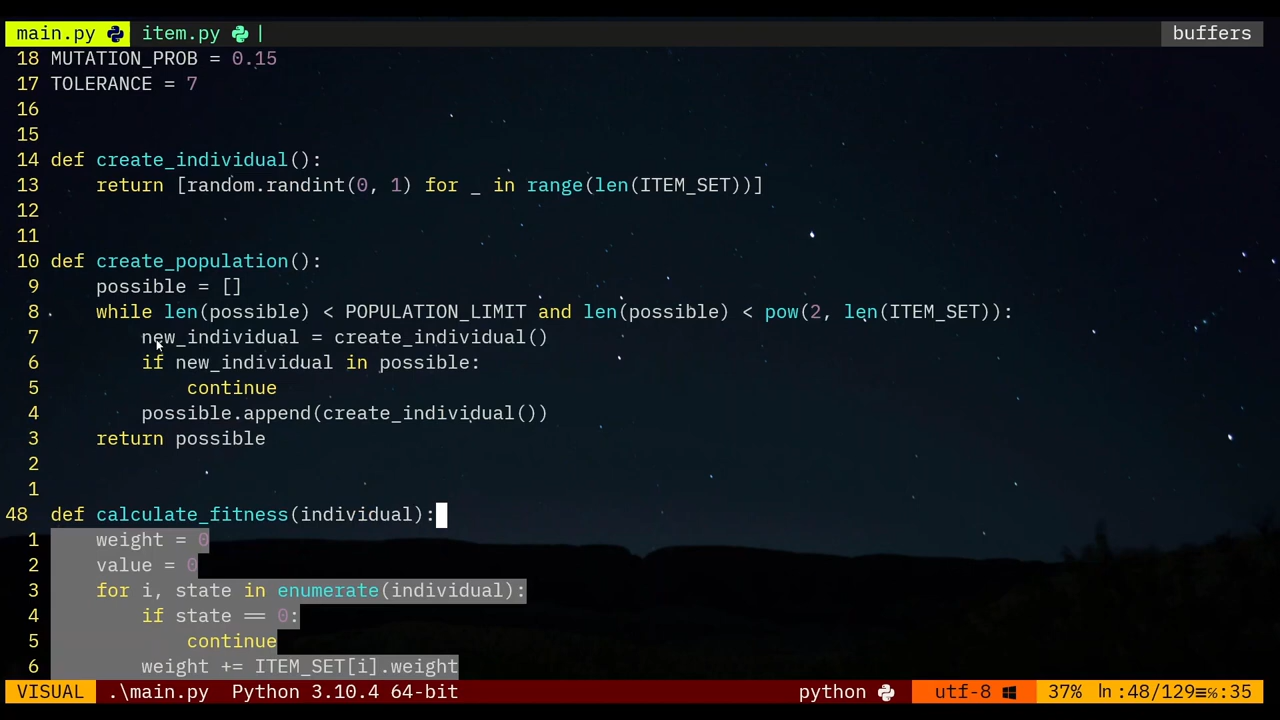 main.py item.py | buffers
18 MUTATION_PROB = 0.15
17 TOLERANCE = 7
16
15
14 def create_individual():
13     return [random.randint(0, 1) for _ in range(len(ITEM_SET))]
12
11
10 def create_population():
9     possible = []
8     while len(possible) < POPULATION_LIMIT and len(possible) < pow(2, len(ITEM_SET)):
7         new_individual = create_individual()
6         if new_individual in possible:
5             continue
4         possible.append(create_individual())
3     return possible
2
1
48 def calculate_fitness(individual):
1     weight = 0
2     value = 0
3     for i, state in enumerate(individual):
4         if state == 0:
5             continue
6         weight += ITEM_SET[i].weight
VISUAL .\main.py Python 3.10.4 64-bit python utf-8 37% ln :48/129≡℅:35